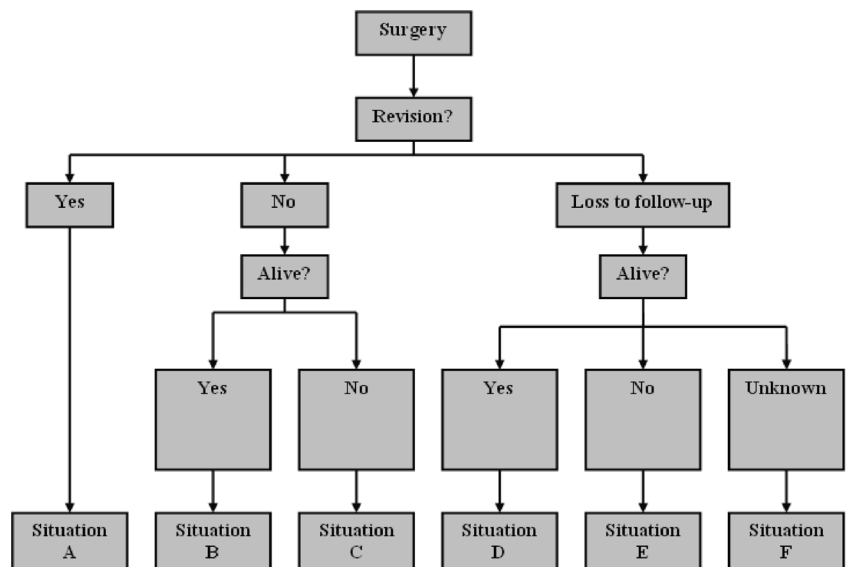 Surgery
Revision?
Yes
No
Loss to follow-up
Alive?
Alive?
Yes
No
Yes
No
Unknown
Situation
A
Situation
B
Situation
C
Situation
D
Situation
E
Situation
F